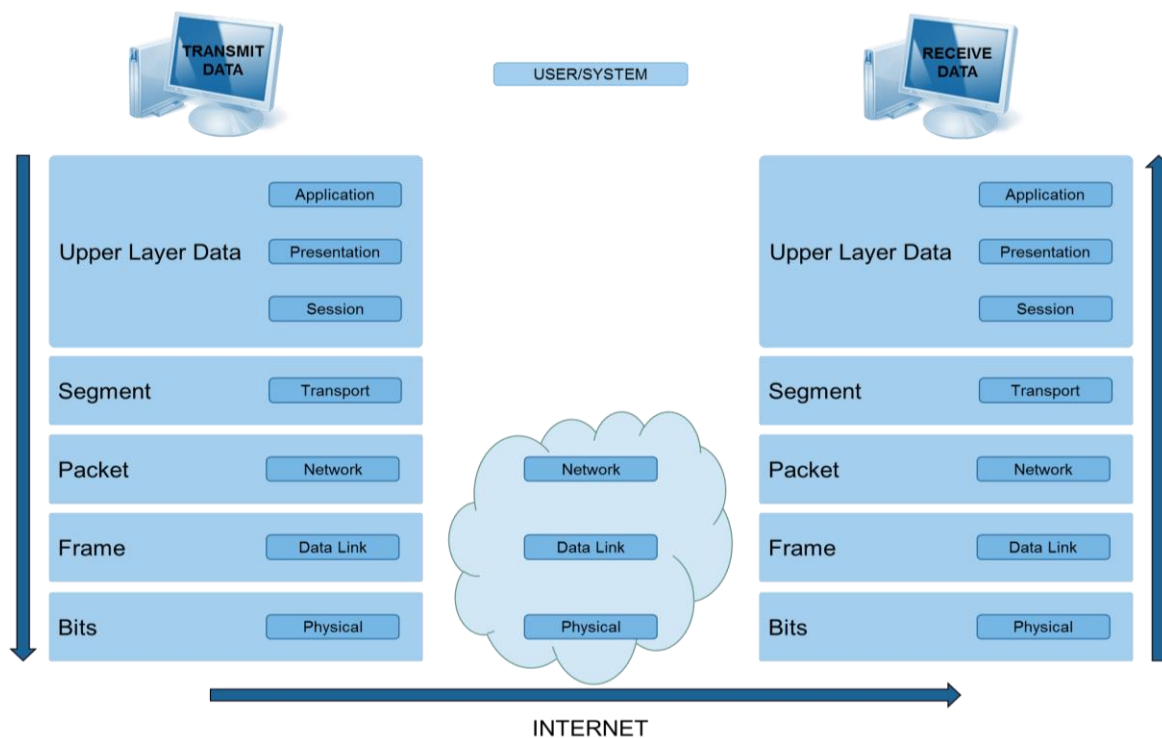 TRANSMIT
DATA
USER/SYSTEM
RECEIVE
DATA
Upper Layer Data
Application
Presentation
Session
Segment
Transport
Packet
Network
Frame
Data Link
Bits
Physical
Network
Data Link
Physical
Upper Layer Data
Application
Presentation
Session
Segment
Transport
Packet
Network
Frame
Data Link
Bits
Physical
INTERNET